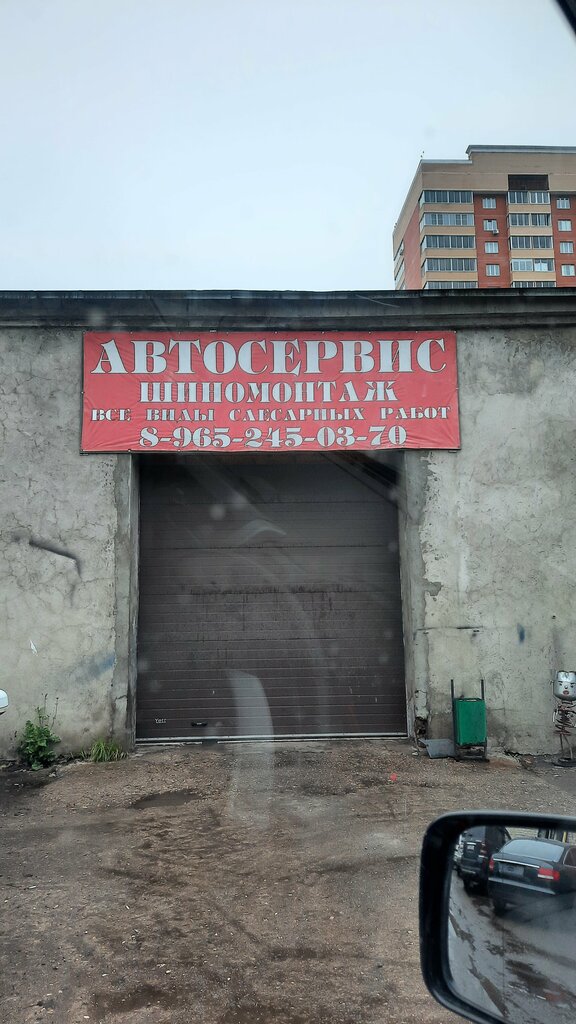 АВТОСЕРВИС
ШИНОМОНТАЖ
ВСЕ ВИДЫ СЛЕСАРНЫХ РАБОТ
8-965-245-03-70